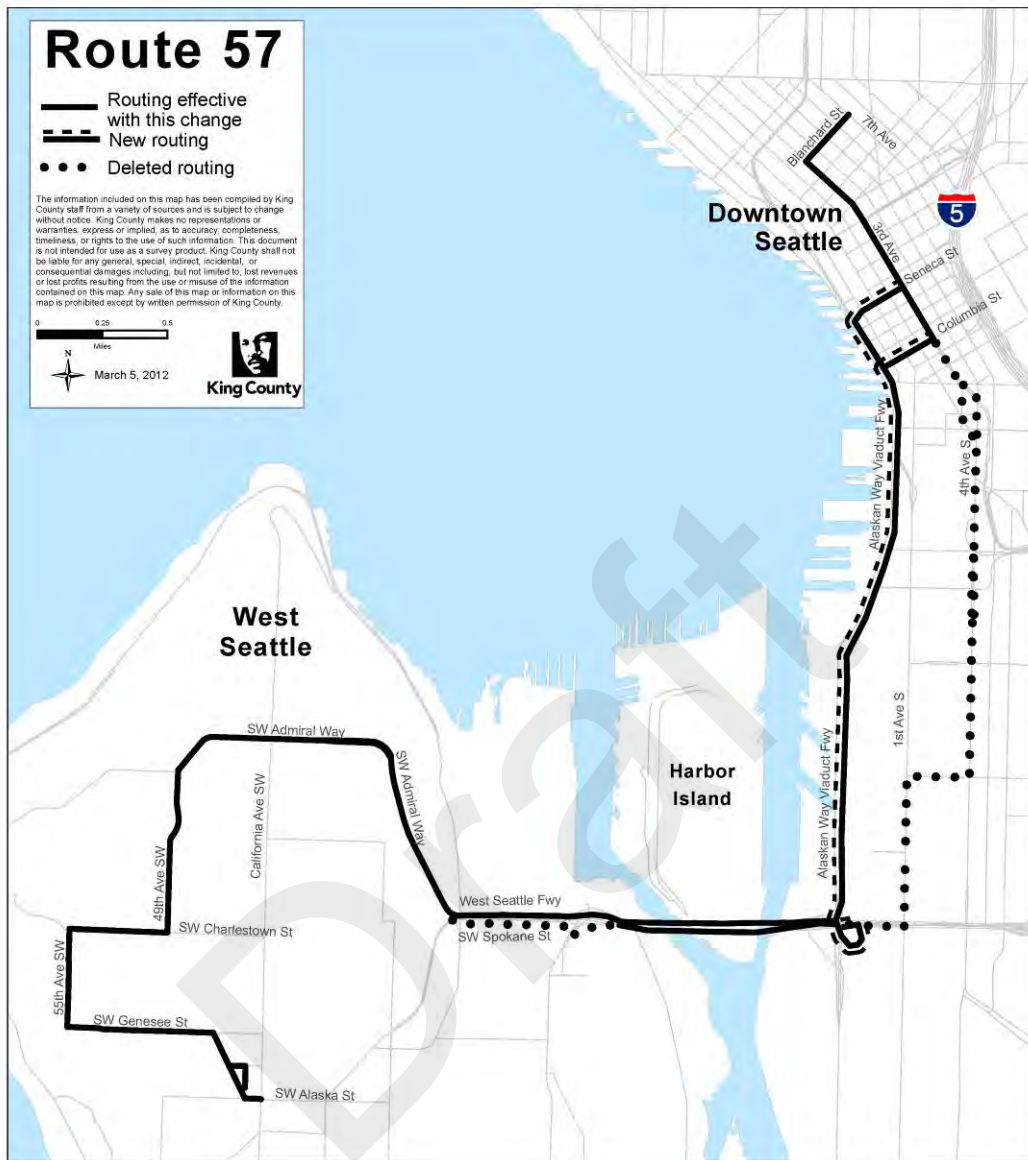 Route 57
Routing effective
with this change
New routing
Deleted routing
The information included on this map has been compiled by King
County staff from a variety of sources and is subject to change
without notice. King County makes no representations or
warranties, express or implied, as to accuracy, completeness,
timeliness, or rights to the use of such information. This document
is not intended for use as a survey product. King County shall not
be liable for any general, special, indirect, incidental, or
consequential damages including, but not limited to, lost revenues
or lost profits resulting from the use or misuse of the information
contained on this map. Any sale of this map or information on this
map is prohibited except by written permission of King County.
0 0.25 0.5
Miles
N
March 5, 2012
King County
Blanchard St
7th Ave
5
Downtown
Seattle
3rd Ave
Seneca St
Columbia St
Alaskan Way Viaduct Fwy
4th Ave S
West
Seattle
SW Admiral Way
SW Admiral Way
Harbor
Island
1st Ave S
Alaskan Way Viaduct Fwy
California Ave SW
49th Ave SW
West Seattle Fwy
SW Charlestown St
SW Spokane St
55th Ave SW
SW Genesee St
SW Alaska St
Draft